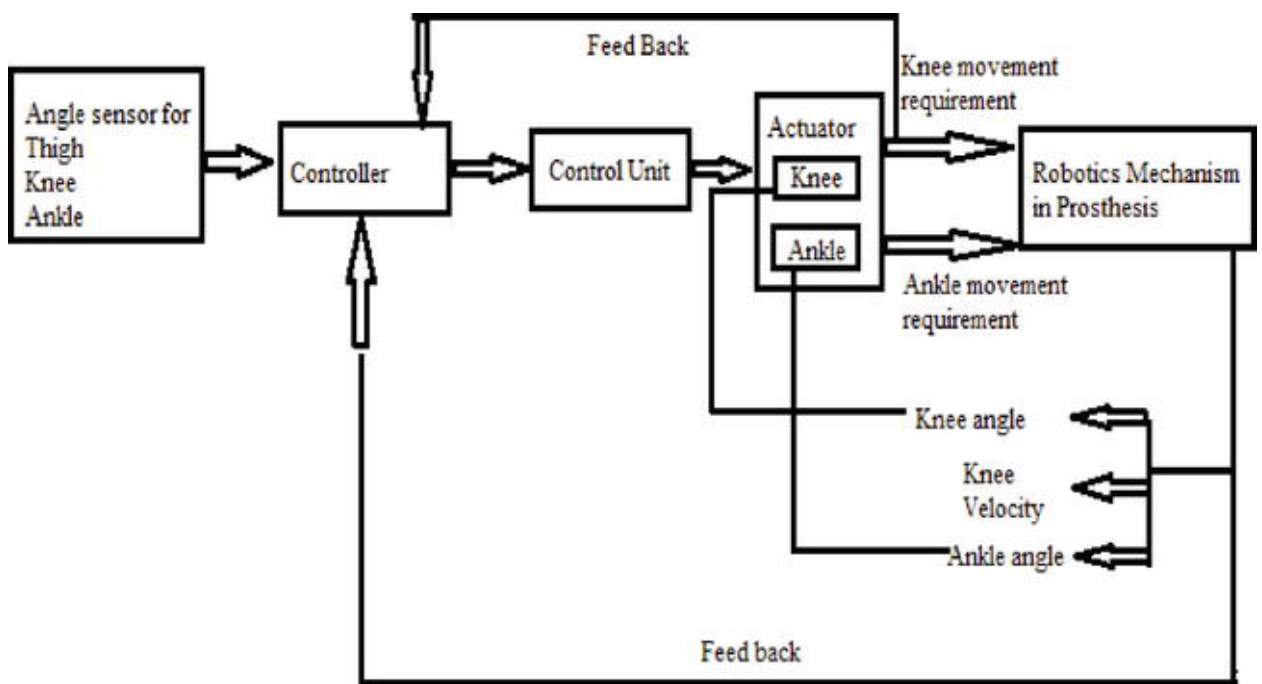 Feed Back
Angle sensor for
Thigh
Knee
Ankle
Controller
Control Unit
Actuator
Knee
Ankle
Knee movement
requirement
Robotics Mechanism
in Prosthesis
Ankle movement
requirement
Knee angle
Knee
Velocity
Ankle angle
Feed back